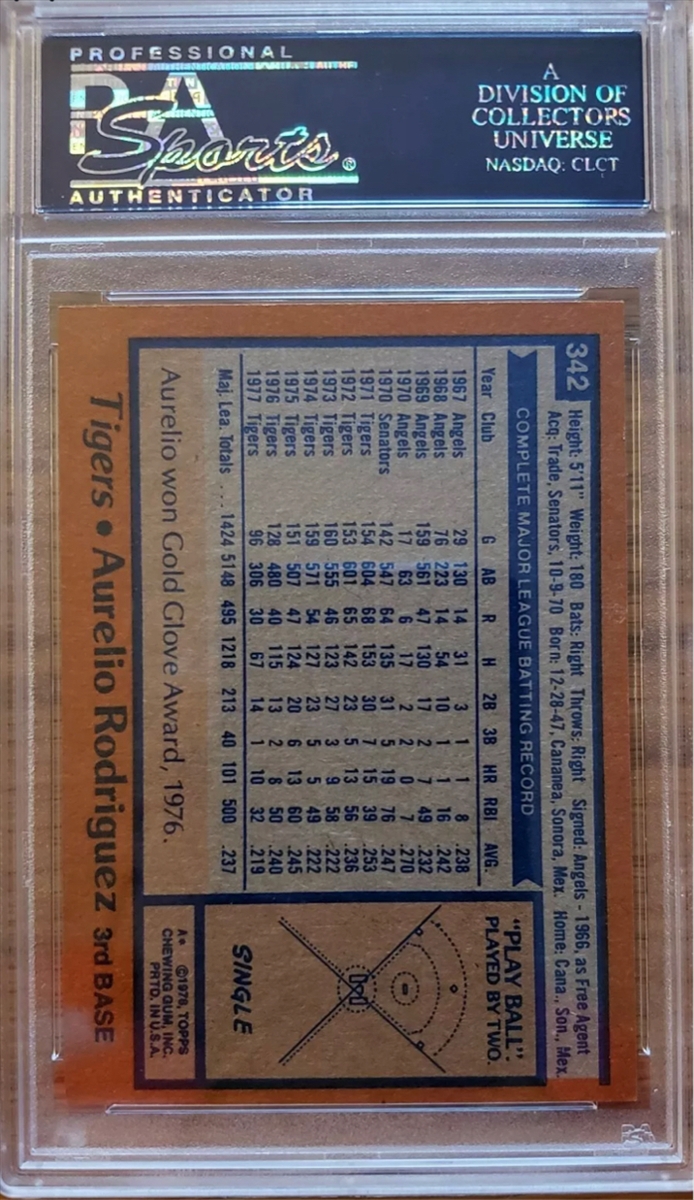 PROFESSIONAL
PSA
Sports®
AUTHENTICATOR
A
DIVISION OF
COLLECTORS
UNIVERSE
NASDAQ: CLCT
342
Height: 5'11" Weight: 180 Bats: Right Throws: Right Signed: Angels - 1966, as Free Agent
Acq: Trade, Senators, 10-9-70 Born: 12-28-47, Cananea, Sonora, Mex. Home: Cana., Son., Mex.
COMPLETE MAJOR LEAGUE BATTING RECORD
Year Club G AB R H 2B 3B HR RBI AVG.
1967 Angels 29 130 14 31 3 1 1 8 .238
1968 Angels 76 223 14 54 10 1 1 16 .242
1969 Angels 159 561 47 130 17 2 7 49 .232
1970 Angels 17 63 6 17 2 2 0 7 .270
1970 Senators 142 547 64 135 31 5 19 76 .247
1971 Tigers 154 604 68 153 30 7 15 39 .253
1972 Tigers 153 601 65 142 23 5 13 56 .236
1973 Tigers 160 555 46 123 27 3 9 58 .222
1974 Tigers 159 571 54 127 23 5 5 49 .222
1975 Tigers 151 507 47 124 20 6 13 60 .245
1976 Tigers 128 480 40 115 13 2 8 50 .240
1977 Tigers 96 306 30 67 14 1 10 32 .219
Maj. Lea. Totals ... 1424 5148 495 1218 213 40 101 500 .237
Aurelio won Gold Glove Award, 1976.
"PLAY BALL":
PLAYED BY TWO.
SINGLE
A* ©1978, TOPPS
CHEWING GUM, INC.
PRTD. IN U.S.A.
Tigers • Aurelio Rodriguez 3rd BASE